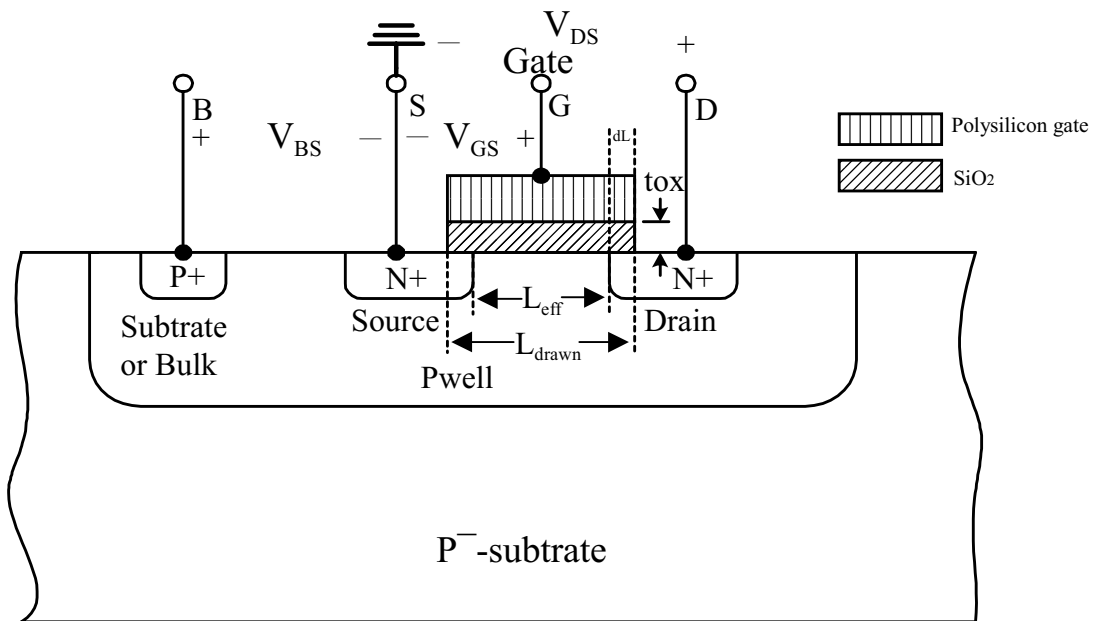 V_DS
Gate
B
S
G
D
+
V_BS
−
−
V_GS
+
dL
−
+
tox
Polysilicon gate
SiO2
P+
N+
N+
Subtrate
or Bulk
Source
L_eff
Drain
L_drawn
Pwell
P¯-subtrate